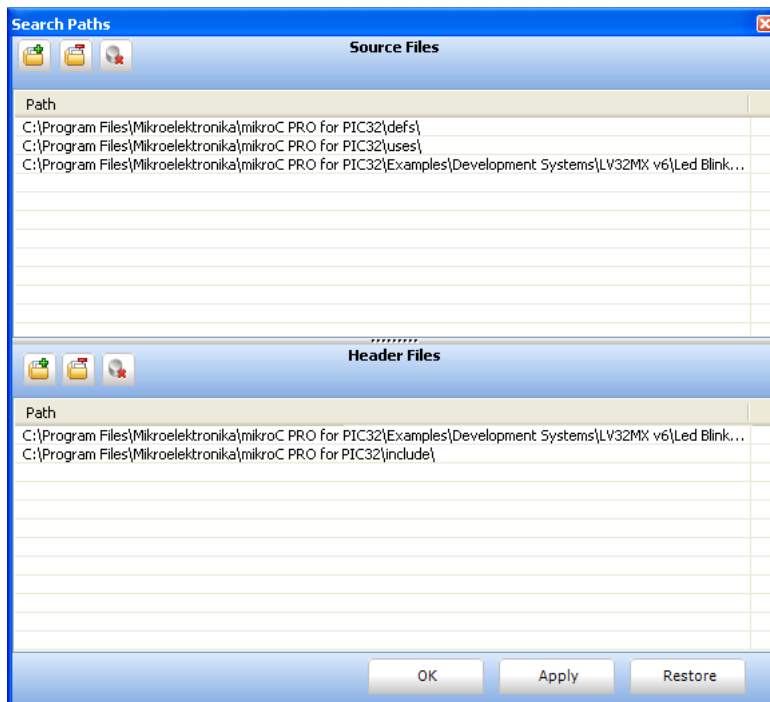 Search Paths
Source Files
Path
C:\Program Files\Mikroelektronika\mikroC PRO for PIC32\defs\
C:\Program Files\Mikroelektronika\mikroC PRO for PIC32\uses\
C:\Program Files\Mikroelektronika\mikroC PRO for PIC32\Examples\Development Systems\LV32MX v6\Led Blink...
Header Files
Path
C:\Program Files\Mikroelektronika\mikroC PRO for PIC32\Examples\Development Systems\LV32MX v6\Led Blink...
C:\Program Files\Mikroelektronika\mikroC PRO for PIC32\include\
OK Apply Restore